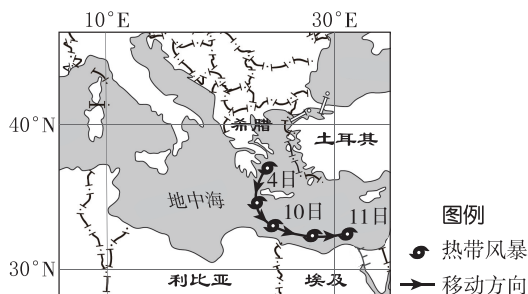 10°E 30°E
40°N
希腊
土耳其
4日
地中海
10日
11日
图例
热带风暴
30°N
利比亚 埃及
移动方向